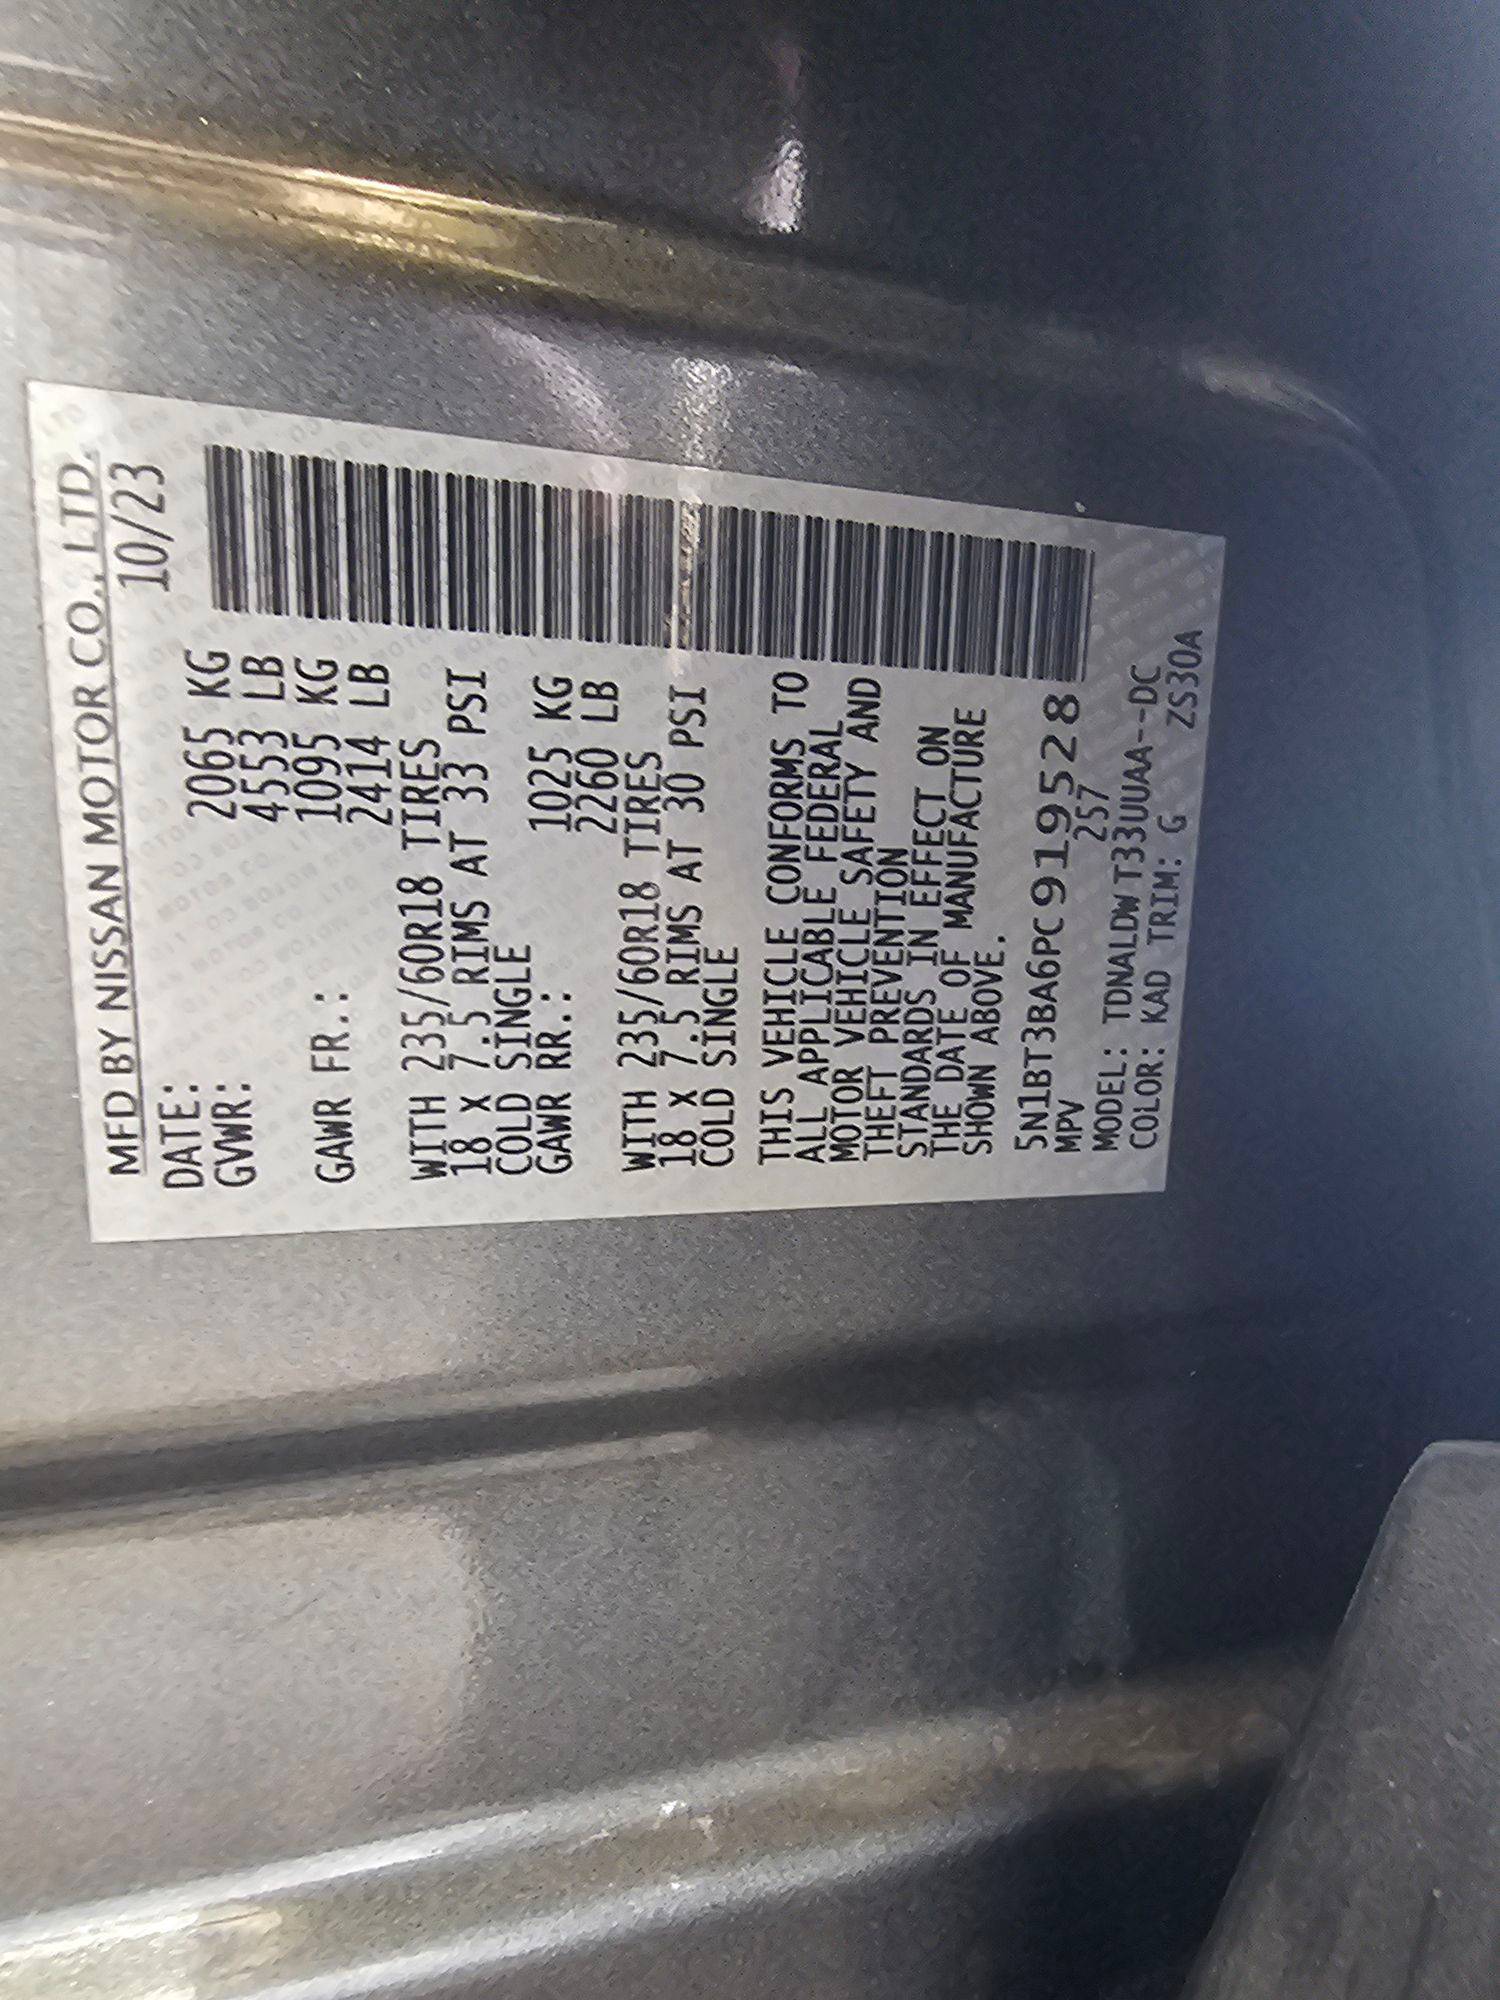 MFD BY NISSAN MOTOR CO., LTD.
DATE: 10/23
GVWR: 2065 KG
4553 LB
GAWR FR.: 1095 KG
2414 LB
WITH 235/60R18 TIRES
18 X 7.5 RIMS AT 33 PSI
COLD SINGLE
GAWR RR.: 1025 KG
2260 LB
WITH 235/60R18 TIRES
18 X 7.5 RIMS AT 30 PSI
COLD SINGLE
THIS VEHICLE CONFORMS TO
ALL APPLICABLE FEDERAL
MOTOR VEHICLE SAFETY AND
THEFT PREVENTION
STANDARDS IN EFFECT ON
THE DATE OF MANUFACTURE
SHOWN ABOVE.
5N1BT3BA6PC919528
MPV 257
MODEL: TDNALDWT33UUAA--DC
COLOR: KAD TRIM: G ZS30A